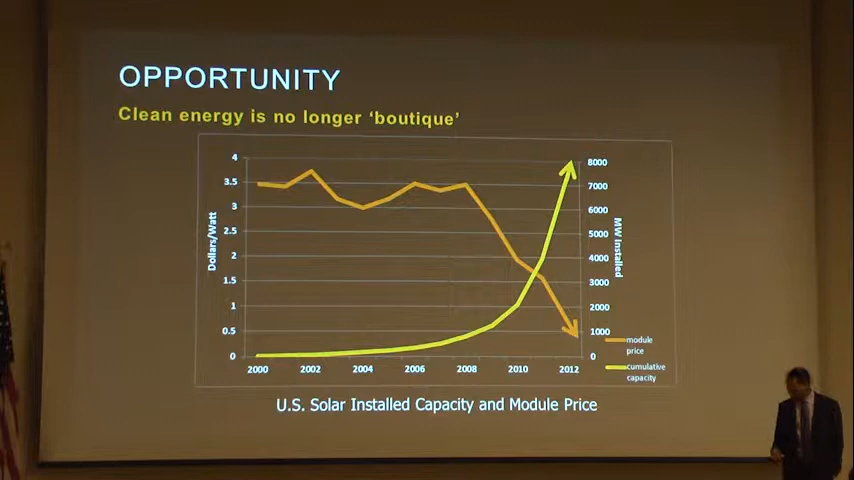 OPPORTUNITY
Clean energy is no longer ‘boutique’
4
3.5
3
2.5
2
1.5
1
0.5
0
Dollars/Watt
8000
7000
6000
5000
4000
3000
2000
1000
0
MW Installed
2000 2002 2004 2006 2008 2010 2012
module
price
cumulative
capacity
U.S. Solar Installed Capacity and Module Price